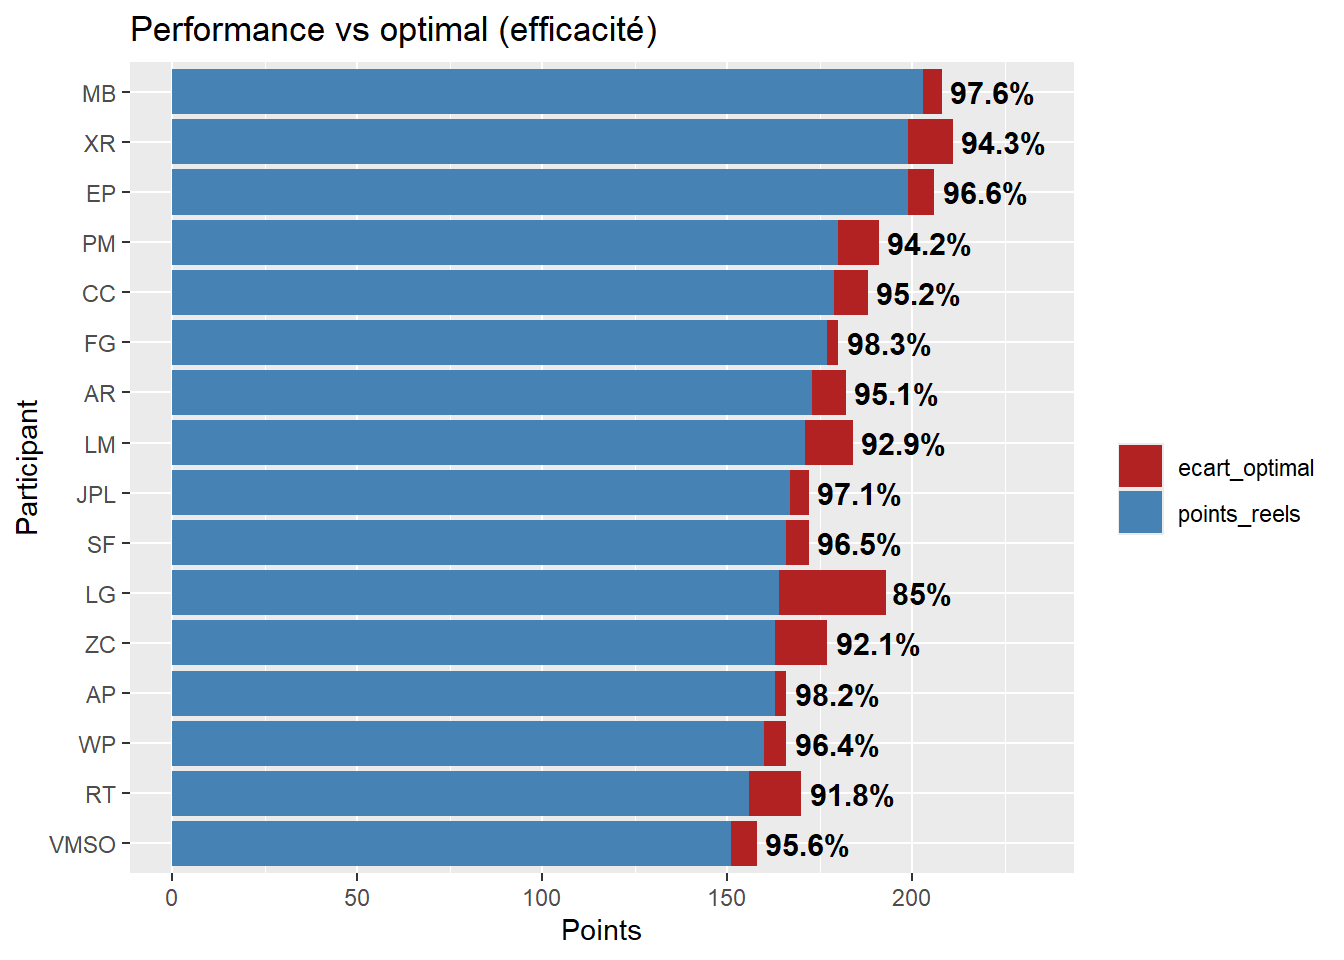 Performance vs optimal (efficacité)
MB 97.6%
XR 94.3%
EP 96.6%
PM 94.2%
CC 95.2%
FG 98.3%
AR 95.1%
LM 92.9%
JPL 97.1%
SF 96.5%
LG 85%
ZC 92.1%
AP 98.2%
WP 96.4%
RT 91.8%
VMSO 95.6%
0 50 100 150 200
Points
Participant
ecart_optimal
points_reels